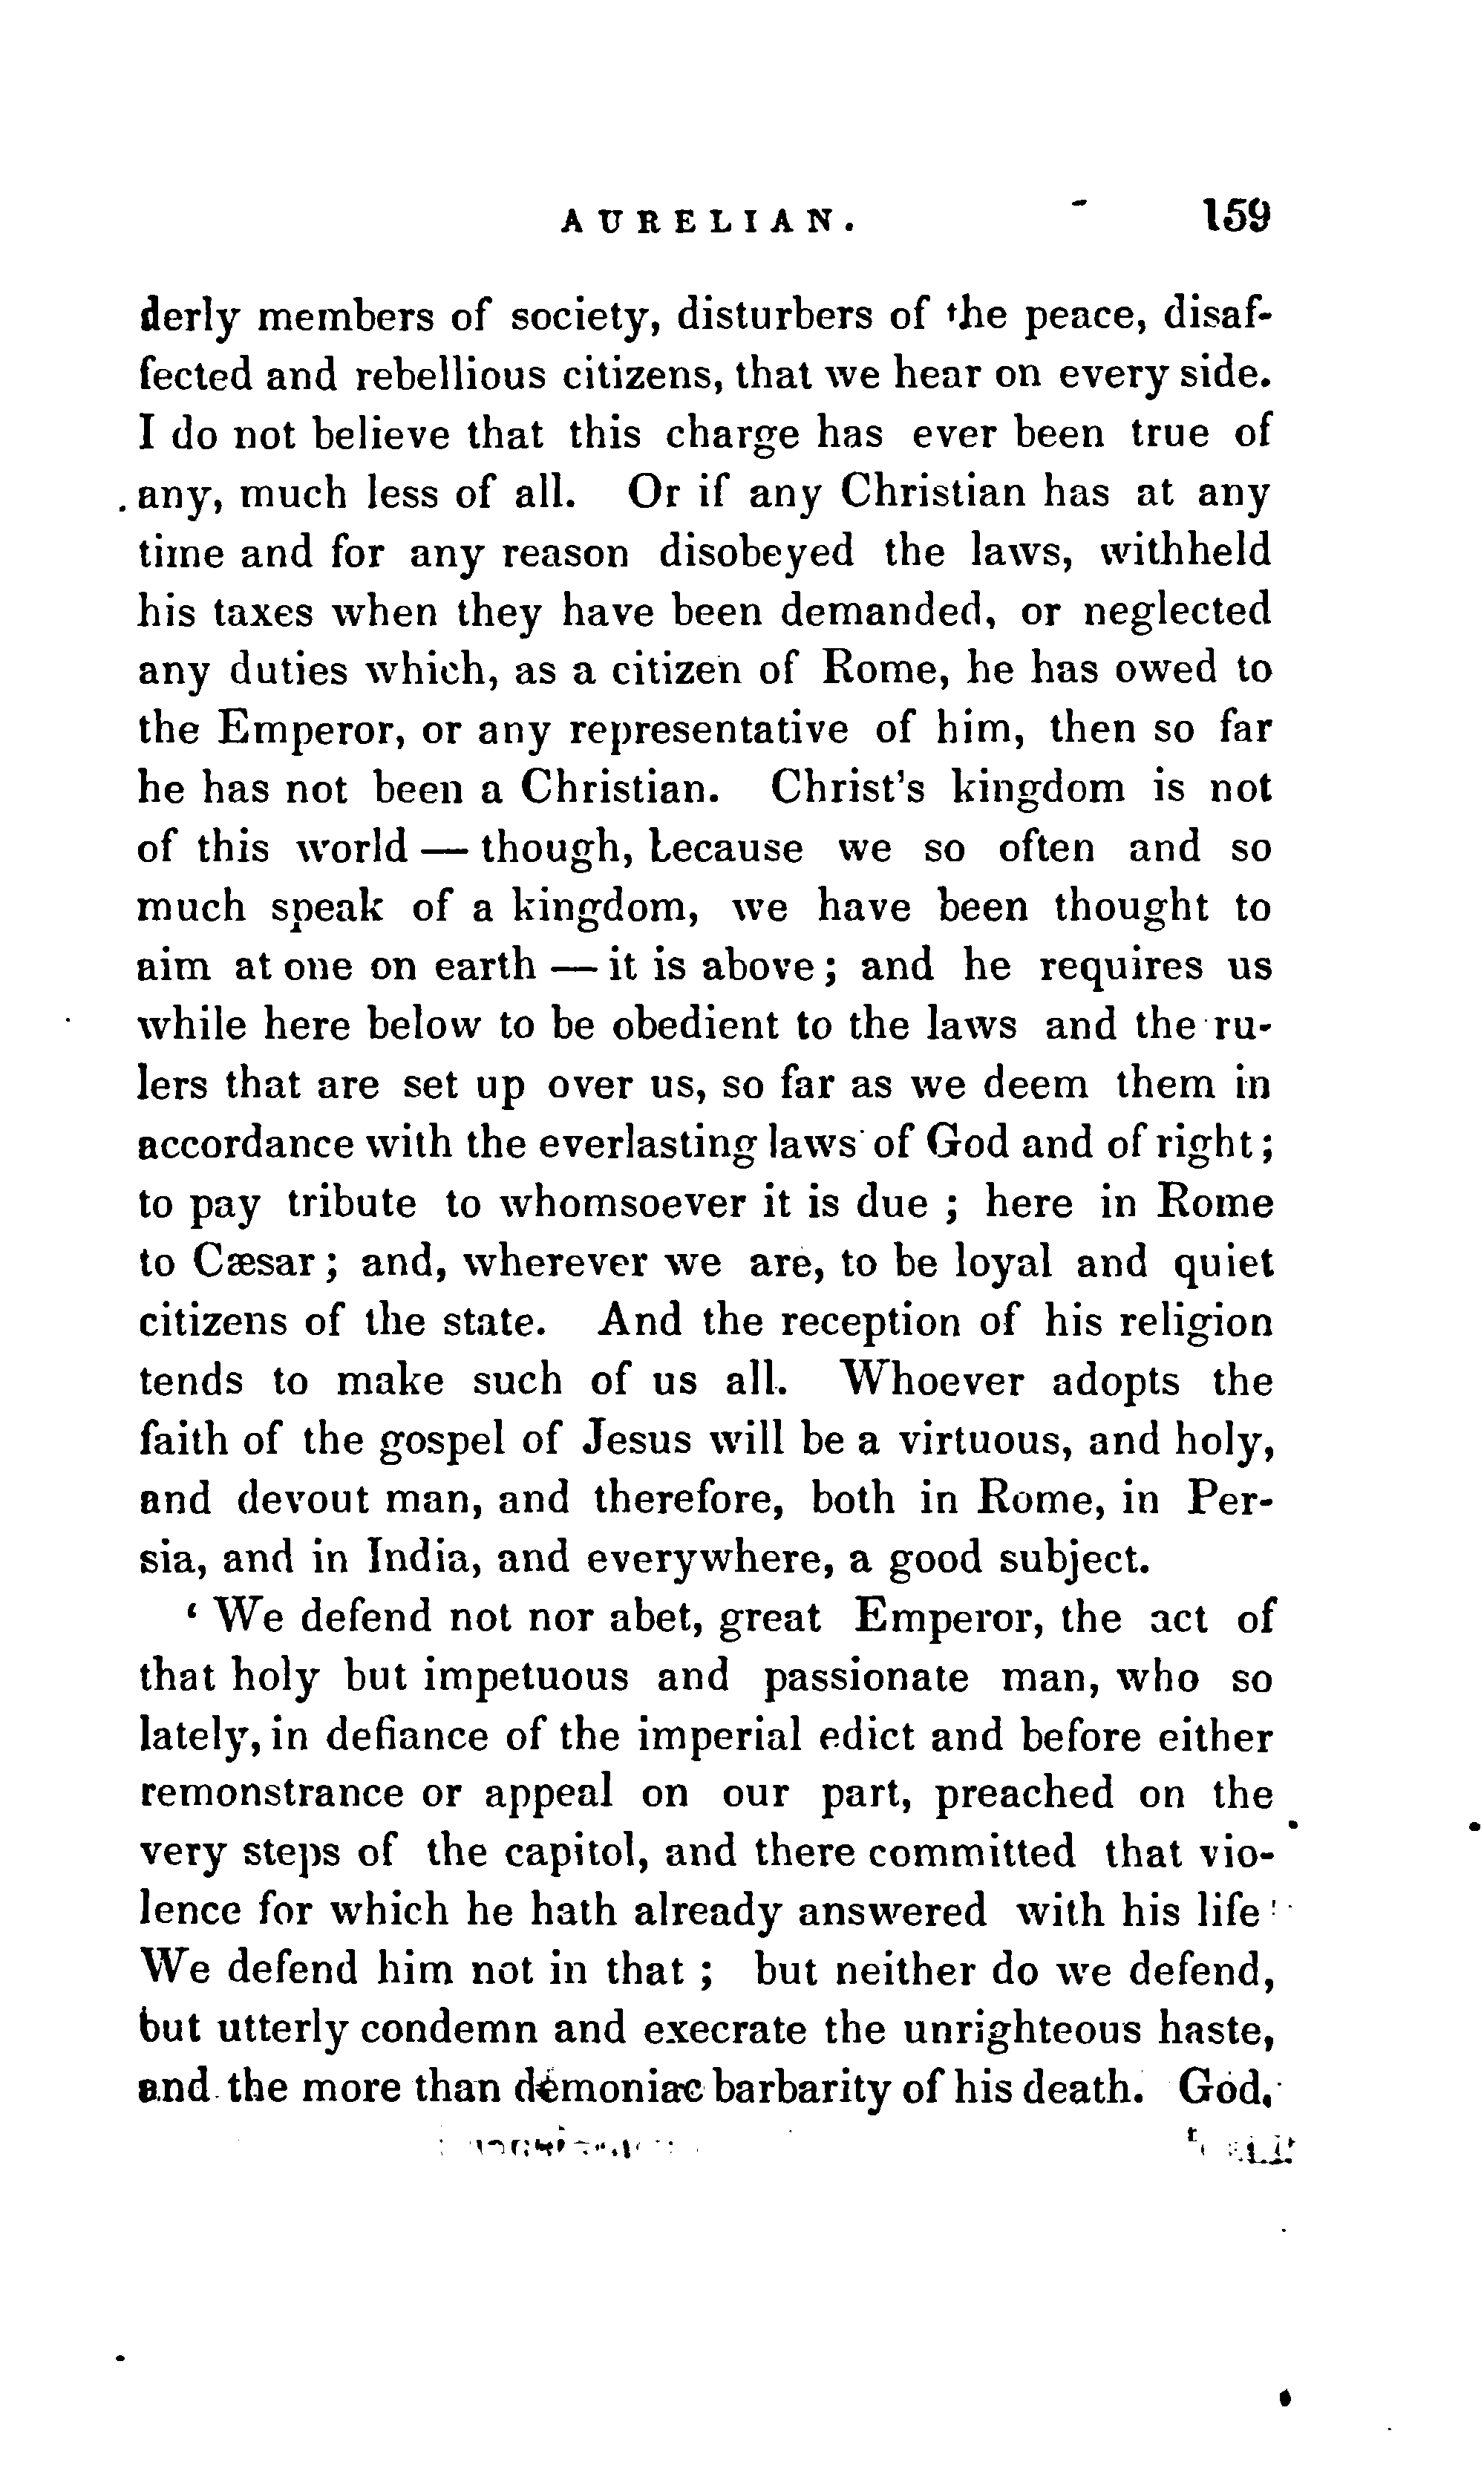 AURELIAN. 159
derly members of society, disturbers of the peace, disaf-
fected and rebellious citizens, that we hear on every side.
I do not believe that this charge has ever been true of
any, much less of all. Or if any Christian has at any
time and for any reason disobeyed the laws, withheld
his taxes when they have been demanded, or neglected
any duties which, as a citizen of Rome, he has owed to
the Emperor, or any representative of him, then so far
he has not been a Christian. Christ's kingdom is not
of this world — though, because we so often and so
much speak of a kingdom, we have been thought to
aim at one on earth — it is above; and he requires us
while here below to be obedient to the laws and the ru-
lers that are set up over us, so far as we deem them in
accordance with the everlasting laws of God and of right;
to pay tribute to whomsoever it is due ; here in Rome
to Cæsar; and, wherever we are, to be loyal and quiet
citizens of the state. And the reception of his religion
tends to make such of us all. Whoever adopts the
faith of the gospel of Jesus will be a virtuous, and holy,
and devout man, and therefore, both in Rome, in Per-
sia, and in India, and everywhere, a good subject.
‘ We defend not nor abet, great Emperor, the act of
that holy but impetuous and passionate man, who so
lately, in defiance of the imperial edict and before either
remonstrance or appeal on our part, preached on the
very steps of the capitol, and there committed that vio-
lence for which he hath already answered with his life
We defend him not in that ; but neither do we defend,
but utterly condemn and execrate the unrighteous haste,
and the more than demoniac barbarity of his death. God,